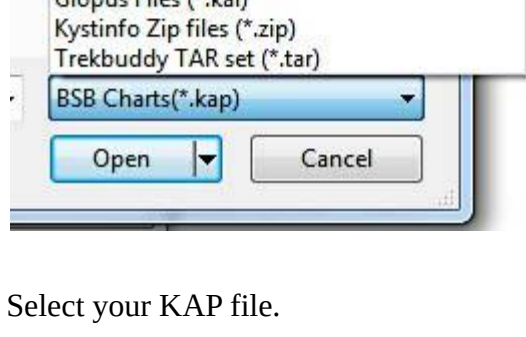 Kystinfo Zip files (*.zip)
Trekbuddy TAR set (*.tar)
BSB Charts(*.kap)
Open
Cancel
Select your KAP file.